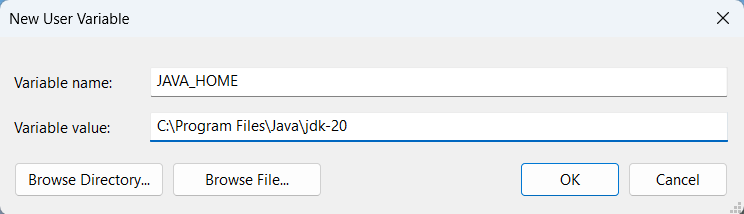 New User Variable
Variable name: JAVA_HOME
Variable value: C:\Program Files\Java\jdk-20
Browse Directory... Browse File... OK Cancel